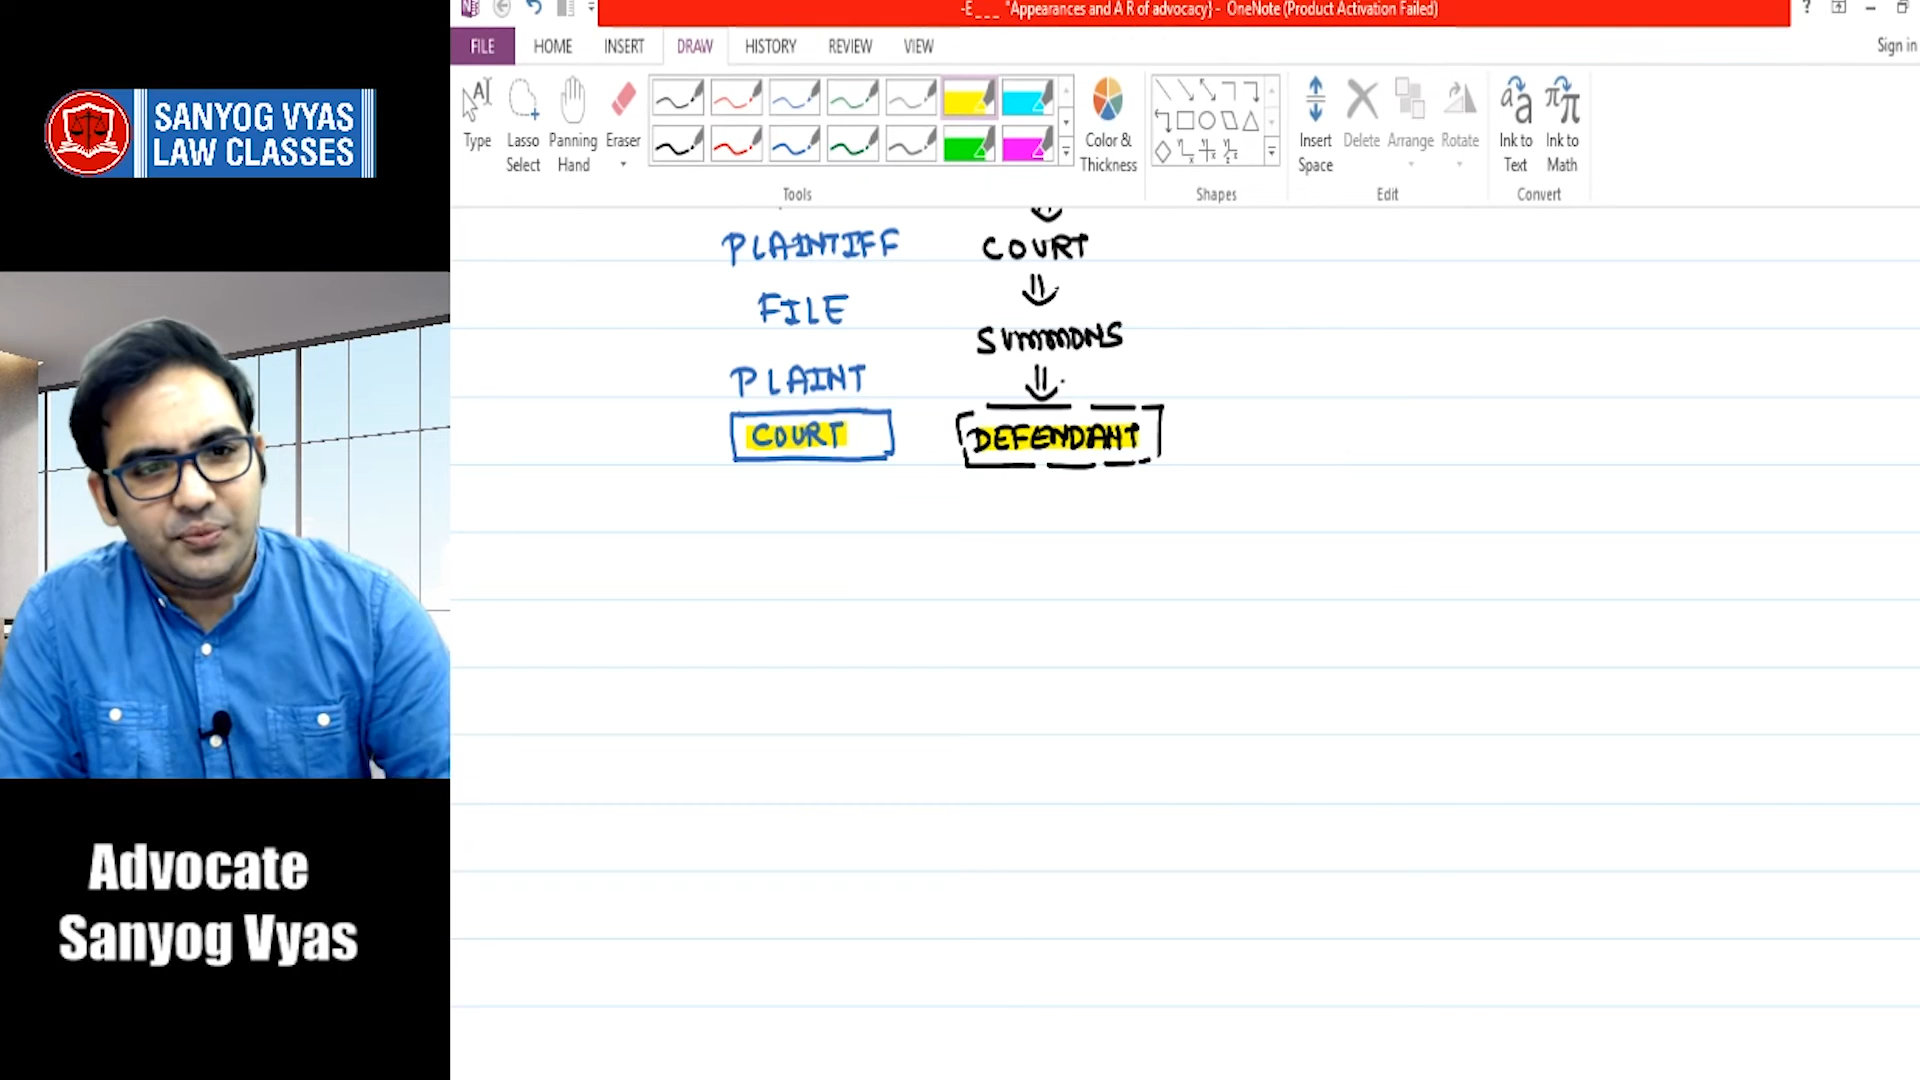 -E___ "Appearances and A R of advocacy} - OneNote (Product Activation Failed)
?
FILE HOME INSERT DRAW HISTORY REVIEW VIEW
Sign in
SANYOG VYAS
LAW CLASSES
Type
Lasso
Select
Panning
Hand
Eraser
Color &
Thickness
Insert
Space
Delete
Arrange
Rotate
Ink to
Text
Ink to
Math
Tools
Shapes
Edit
Convert
PLAINTIFF
FILE
PLAINT
COURT
COURT
SUMMONS
DEFENDANT
Advocate
Sanyog Vyas